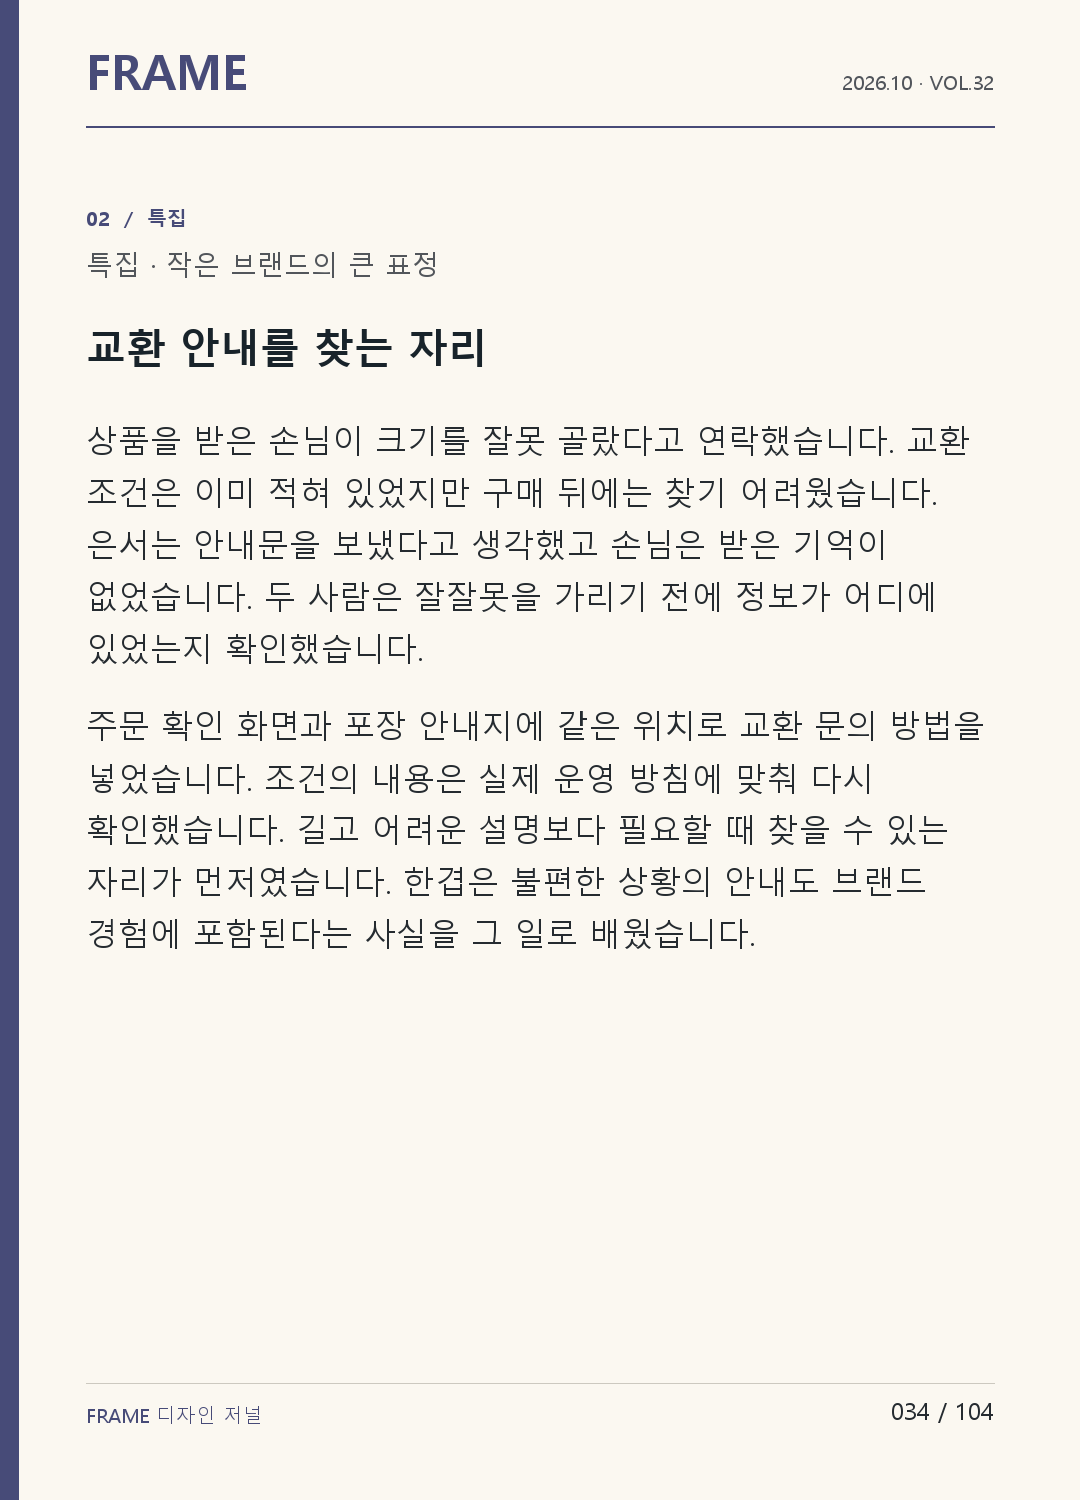 FRAME
2026.10 · VOL.32
02 / 특집
특집 · 작은 브랜드의 큰 표정
교환 안내를 찾는 자리
상품을 받은 손님이 크기를 잘못 골랐다고 연락했습니다. 교환
조건은 이미 적혀 있었지만 구매 뒤에는 찾기 어려웠습니다.
은서는 안내문을 보냈다고 생각했고 손님은 받은 기억이
없었습니다. 두 사람은 잘잘못을 가리기 전에 정보가 어디에
있었는지 확인했습니다.
주문 확인 화면과 포장 안내지에 같은 위치로 교환 문의 방법을
넣었습니다. 조건의 내용은 실제 운영 방침에 맞춰 다시
확인했습니다. 길고 어려운 설명보다 필요할 때 찾을 수 있는
자리가 먼저였습니다. 한겹은 불편한 상황의 안내도 브랜드
경험에 포함된다는 사실을 그 일로 배웠습니다.
FRAME 디자인 저널
034 / 104